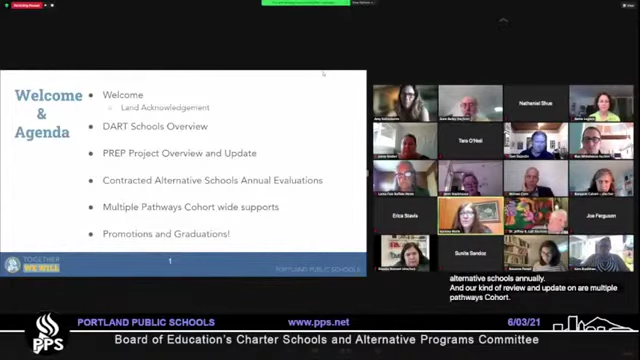 Welcome
&
Agenda
Welcome
Land Acknowledgement
DART Schools Overview
PREP Project Overview and Update
Contracted Alternative Schools Annual Evaluations
Multiple Pathways Cohort wide supports
Promotions and Graduations!
TOGETHER
WE WILL
1
PORTLAND PUBLIC SCHOOLS
Nathaniel Shue
Tara O'Neil
Erica Stavis
Joe Ferguson
Sunita Sandoz
alternative schools annually.
And our kind of review and update on are multiple
pathways Cohort.
PPS
PORTLAND PUBLIC SCHOOLS
www.pps.net
6/03/21
Board of Education's Charter Schools and Alternative Programs Committee